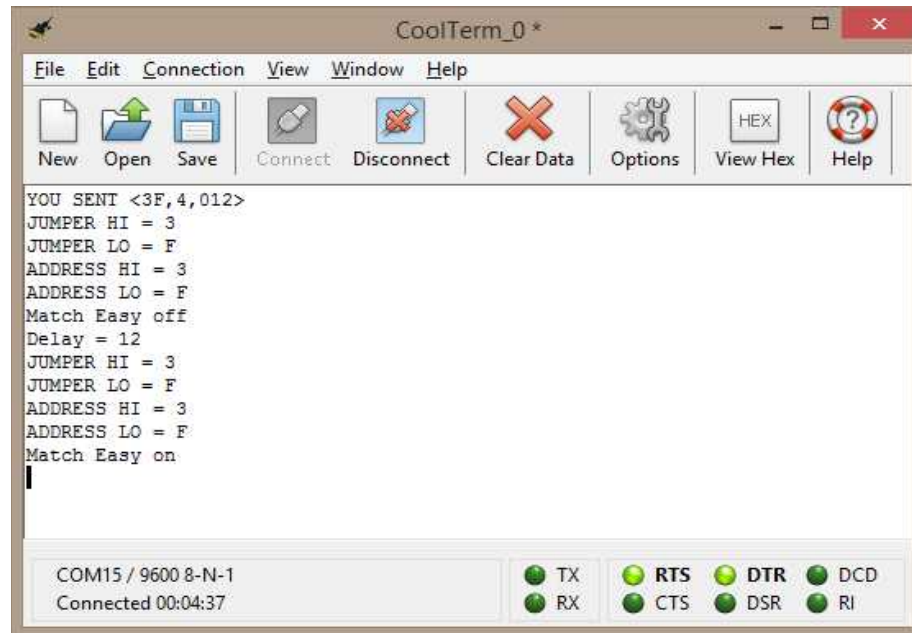 CoolTerm_0 *
File Edit Connection View Window Help
New Open Save Connect Disconnect Clear Data Options HEX View Hex Help
YOU SENT <3F,4,012>
JUMPER HI = 3
JUMPER LO = F
ADDRESS HI = 3
ADDRESS LO = F
Match Easy off
Delay = 12
JUMPER HI = 3
JUMPER LO = F
ADDRESS HI = 3
ADDRESS LO = F
Match Easy on
COM15 / 9600 8-N-1 TX RTS DTR DCD
Connected 00:04:37 RX CTS DSR RI